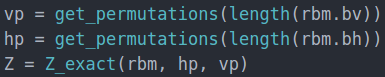 vp = get_permutations(length(rbm.bv))
hp = get_permutations(length(rbm.bh))
Z = Z_exact(rbm, hp, vp)